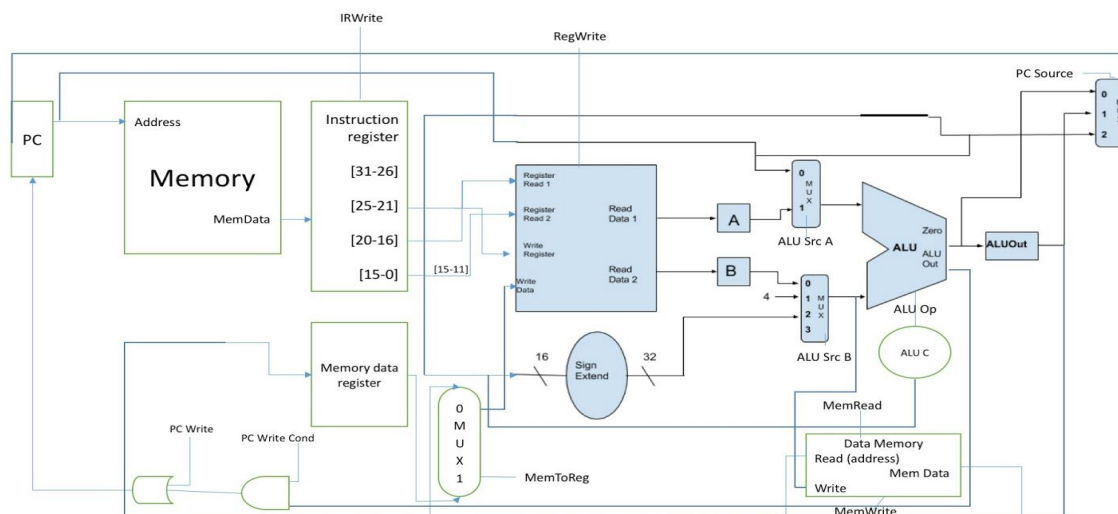 IRWrite
RegWrite
PC Source
PC
Address
Memory
MemData
Instruction
register
[31-26]
[25-21]
[20-16]
[15-0]
[15-11]
Register
Read 1
Register
Read 2
Write
Register
Write
Data
Read
Data 1
Read
Data 2
A
B
4
0
M
U
X
1
ALU Src A
0
1
2
3
M
U
X
ALU Src B
Zero
ALU
ALU
Out
ALU Op
ALUOut
0
1
2
M
U
X
ALU C
16
Sign
Extend
32
Memory data
register
0
M
U
X
1
MemToReg
PC Write
PC Write Cond
MemRead
Data Memory
Read (address)
Mem Data
Write
MemWrite